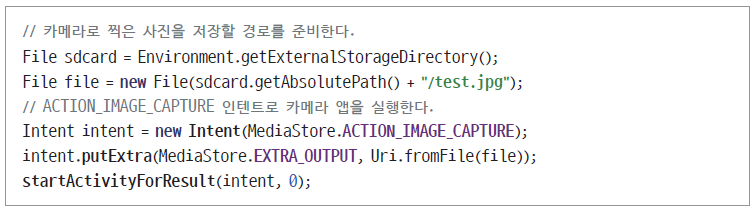 // 카메라로 찍은 사진을 저장할 경로를 준비한다.
File sdcard = Environment.getExternalStorageDirectory();
File file = new File(sdcard.getAbsolutePath() + "/test.jpg");
// ACTION_IMAGE_CAPTURE 인텐트로 카메라 앱을 실행한다.
Intent intent = new Intent(MediaStore.ACTION_IMAGE_CAPTURE);
intent.putExtra(MediaStore.EXTRA_OUTPUT, Uri.fromFile(file));
startActivityForResult(intent, 0);